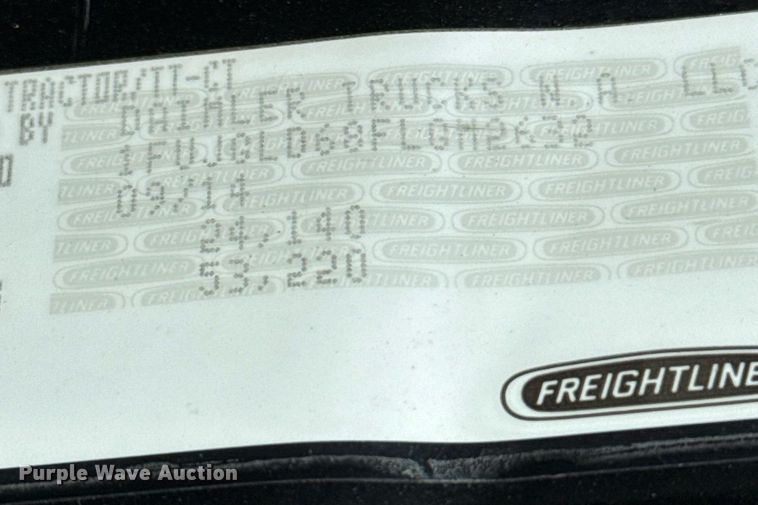 TRACTOR/TT-CT
BY DAIMLER TRUCKS N.A. LLC
1FUJGLD68FLGM2632
09/14
24,140
53,220
FREIGHTLINER
Purple Wave Auction